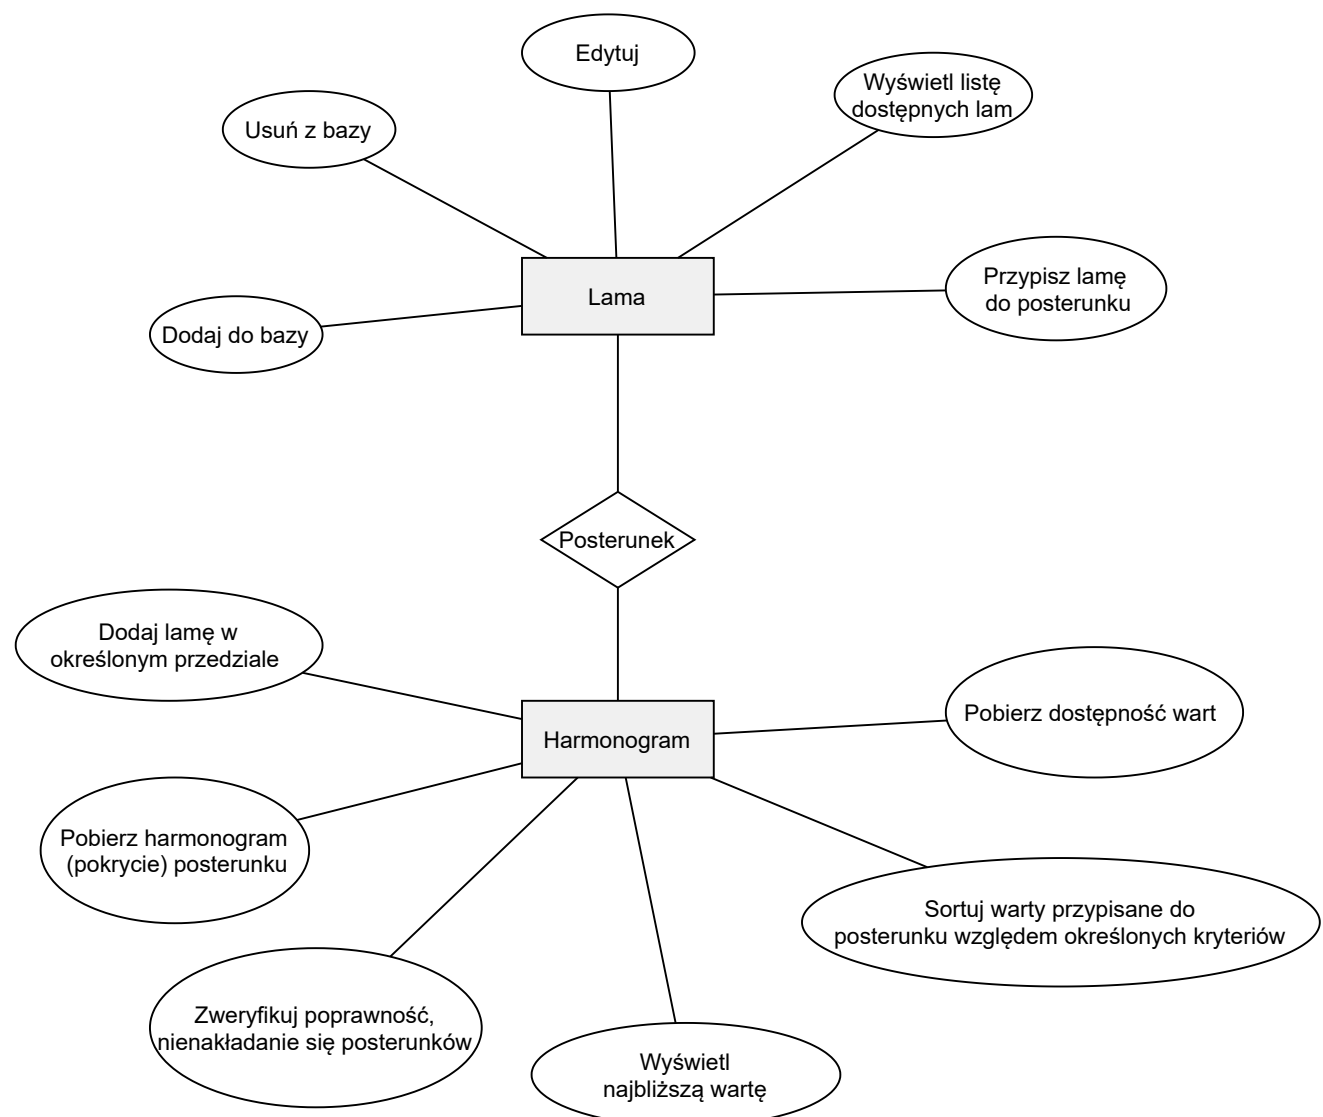 Edytuj
Wyświetl listę
dostępnych lam
Usuń z bazy
Przypisz lamę
do posterunku
Lama
Dodaj do bazy
Posterunek
Dodaj lamę w
określonym przedziale
Pobierz dostępność wart
Harmonogram
Pobierz harmonogram
(pokrycie) posterunku
Sortuj warty przypisane do
posterunku względem określonych kryteriów
Zweryfikuj poprawność,
nienakładanie się posterunków
Wyświetl
najbliższą wartę